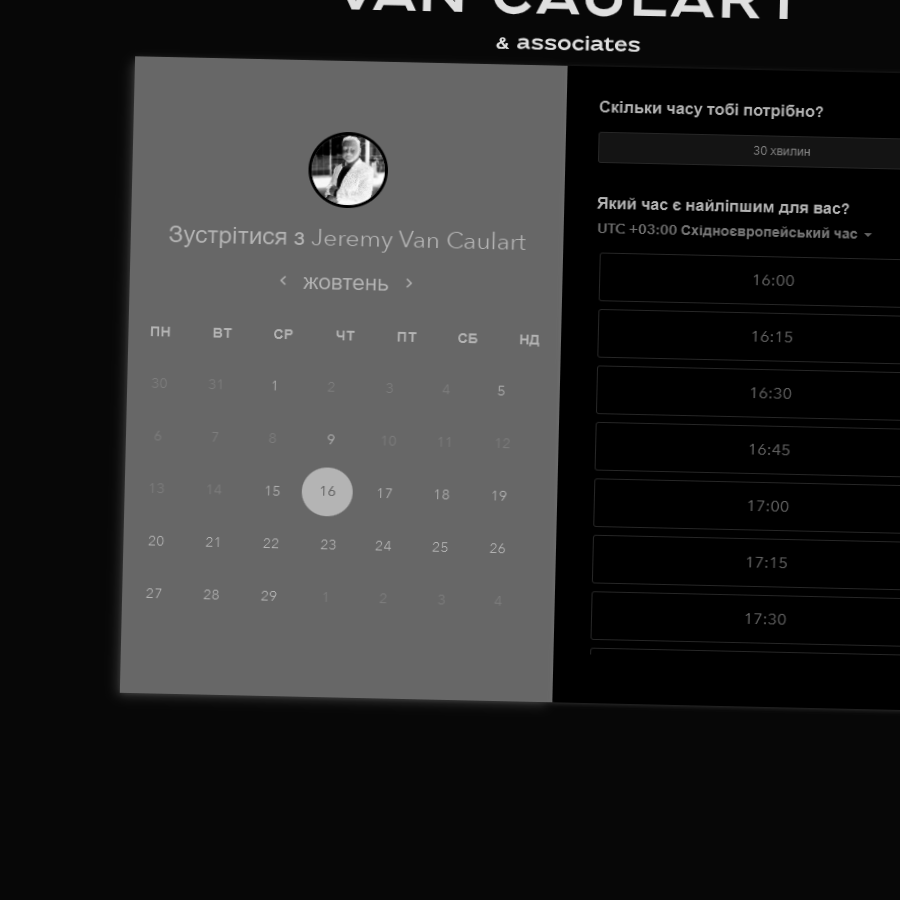 VAN CAULART
& associates
Зустрітися з Jeremy Van Caulart
жовтень
ПН ВТ СР ЧТ ПТ СБ НД
30 31 1 2 3 4 5
6 7 8 9 10 11 12
13 14 15 16 17 18 19
20 21 22 23 24 25 26
27 28 29 1 2 3 4
Скільки часу тобі потрібно?
30 хвилин
Який час є найліпшим для вас?
UTC +03:00 Східноєвропейський час
16:00
16:15
16:30
16:45
17:00
17:15
17:30